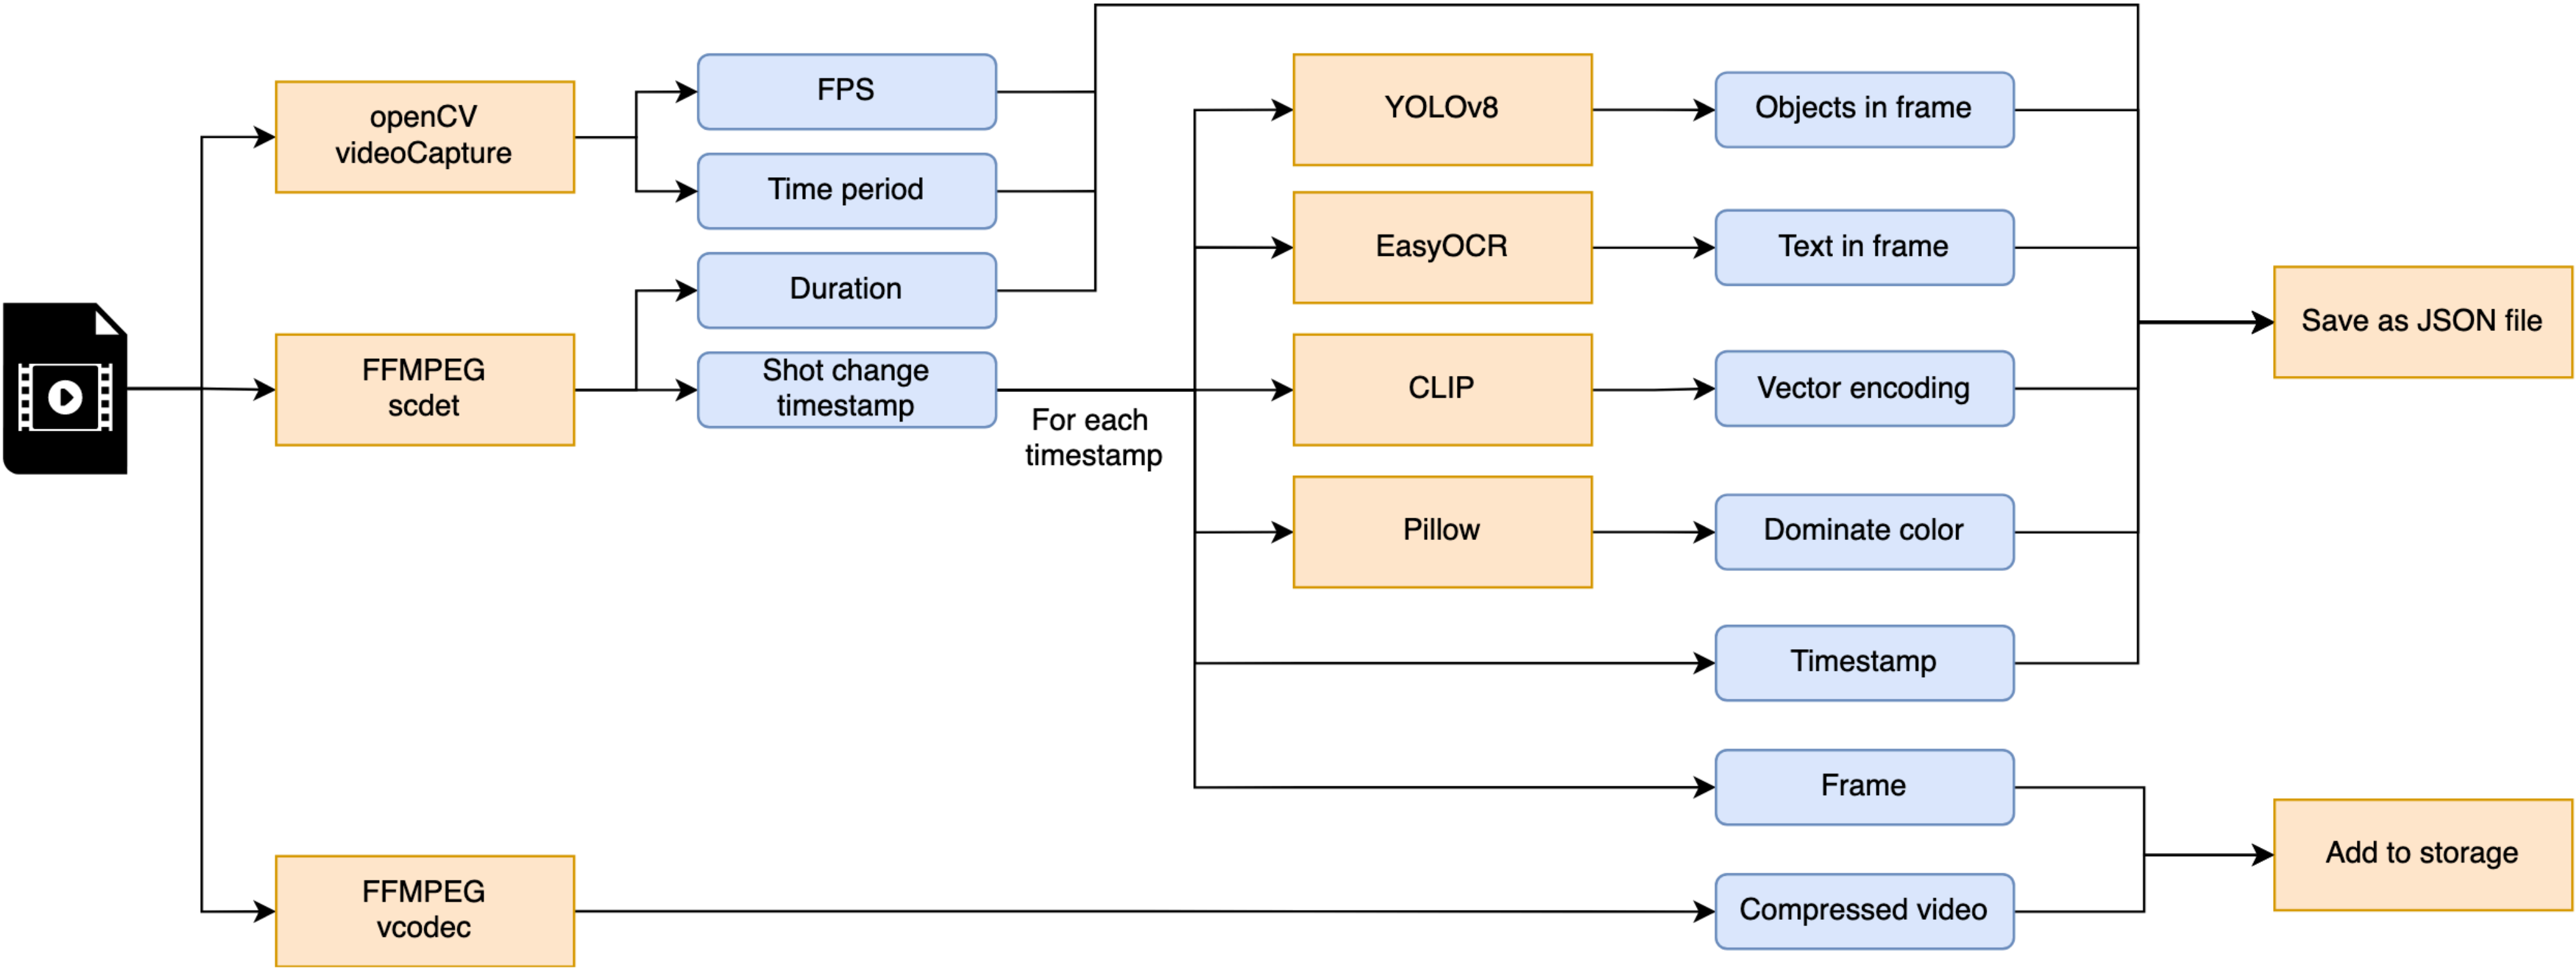 openCV
videoCapture
FFMPEG
scdet
FFMPEG
vcodec
FPS
Time period
Duration
Shot change
timestamp
For each
timestamp
YOLOv8
EasyOCR
CLIP
Pillow
Objects in frame
Text in frame
Vector encoding
Dominate color
Timestamp
Frame
Compressed video
Save as JSON file
Add to storage